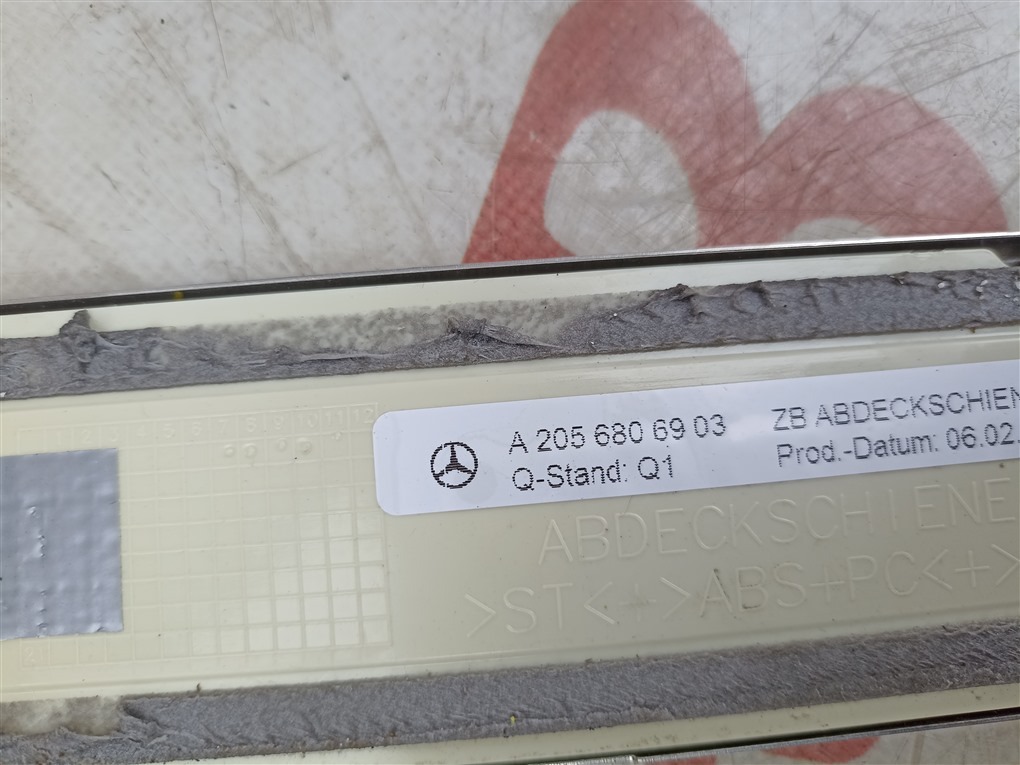 A 205 680 69 03
Q-Stand: Q1
ZB ABDECKSCHIEN
Prod.-Datum: 06.02.
ABDECKSCHIENE
>ST<+>ABS+PC<+>